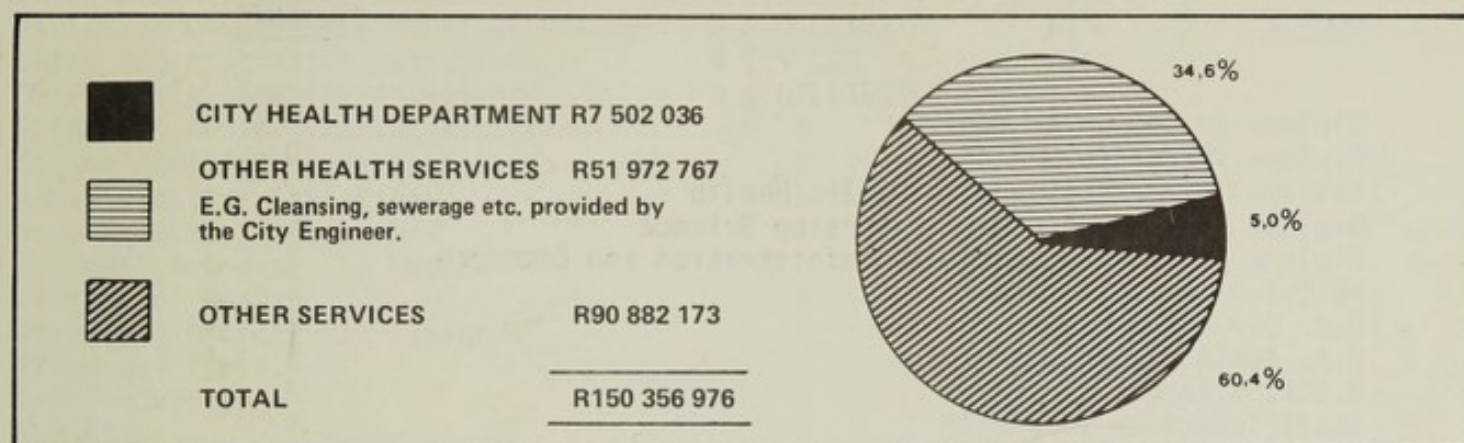 CITY HEALTH DEPARTMENT R7 502 036
OTHER HEALTH SERVICES R51 972 767
E.G. Cleansing, sewerage etc. provided by
the City Engineer.
OTHER SERVICES R90 882 173
TOTAL R150 356 976
34,6%
5,0%
60,4%